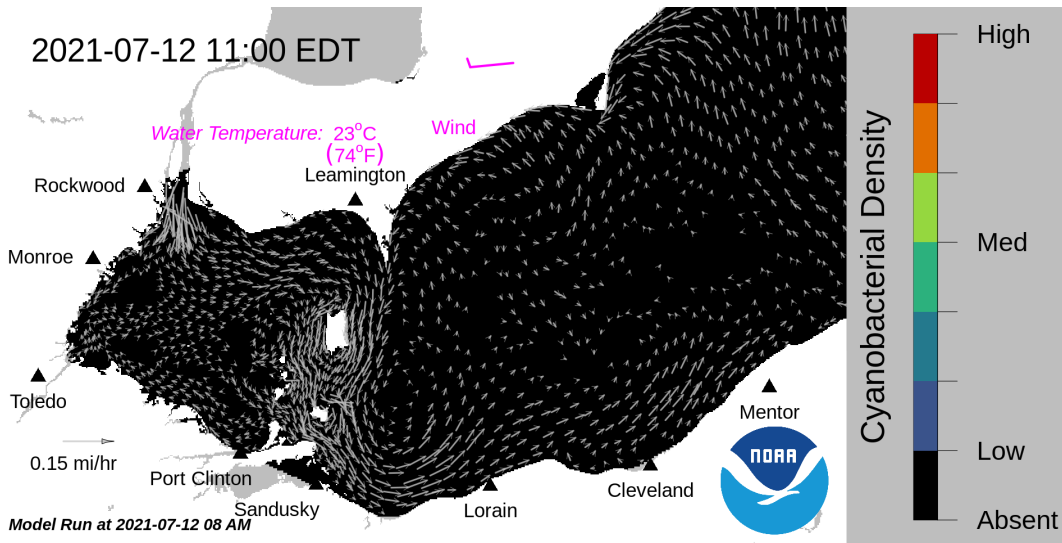 2021-07-12 11:00 EDT
Water Temperature: 23°C
(74°F)
Wind
Leamington
Rockwood
Monroe
Toledo
0.15 mi/hr
Port Clinton
Sandusky
Lorain
Cleveland
Mentor
NOAA
Model Run at 2021-07-12 08 AM
Cyanobacterial Density
High
Med
Low
Absent